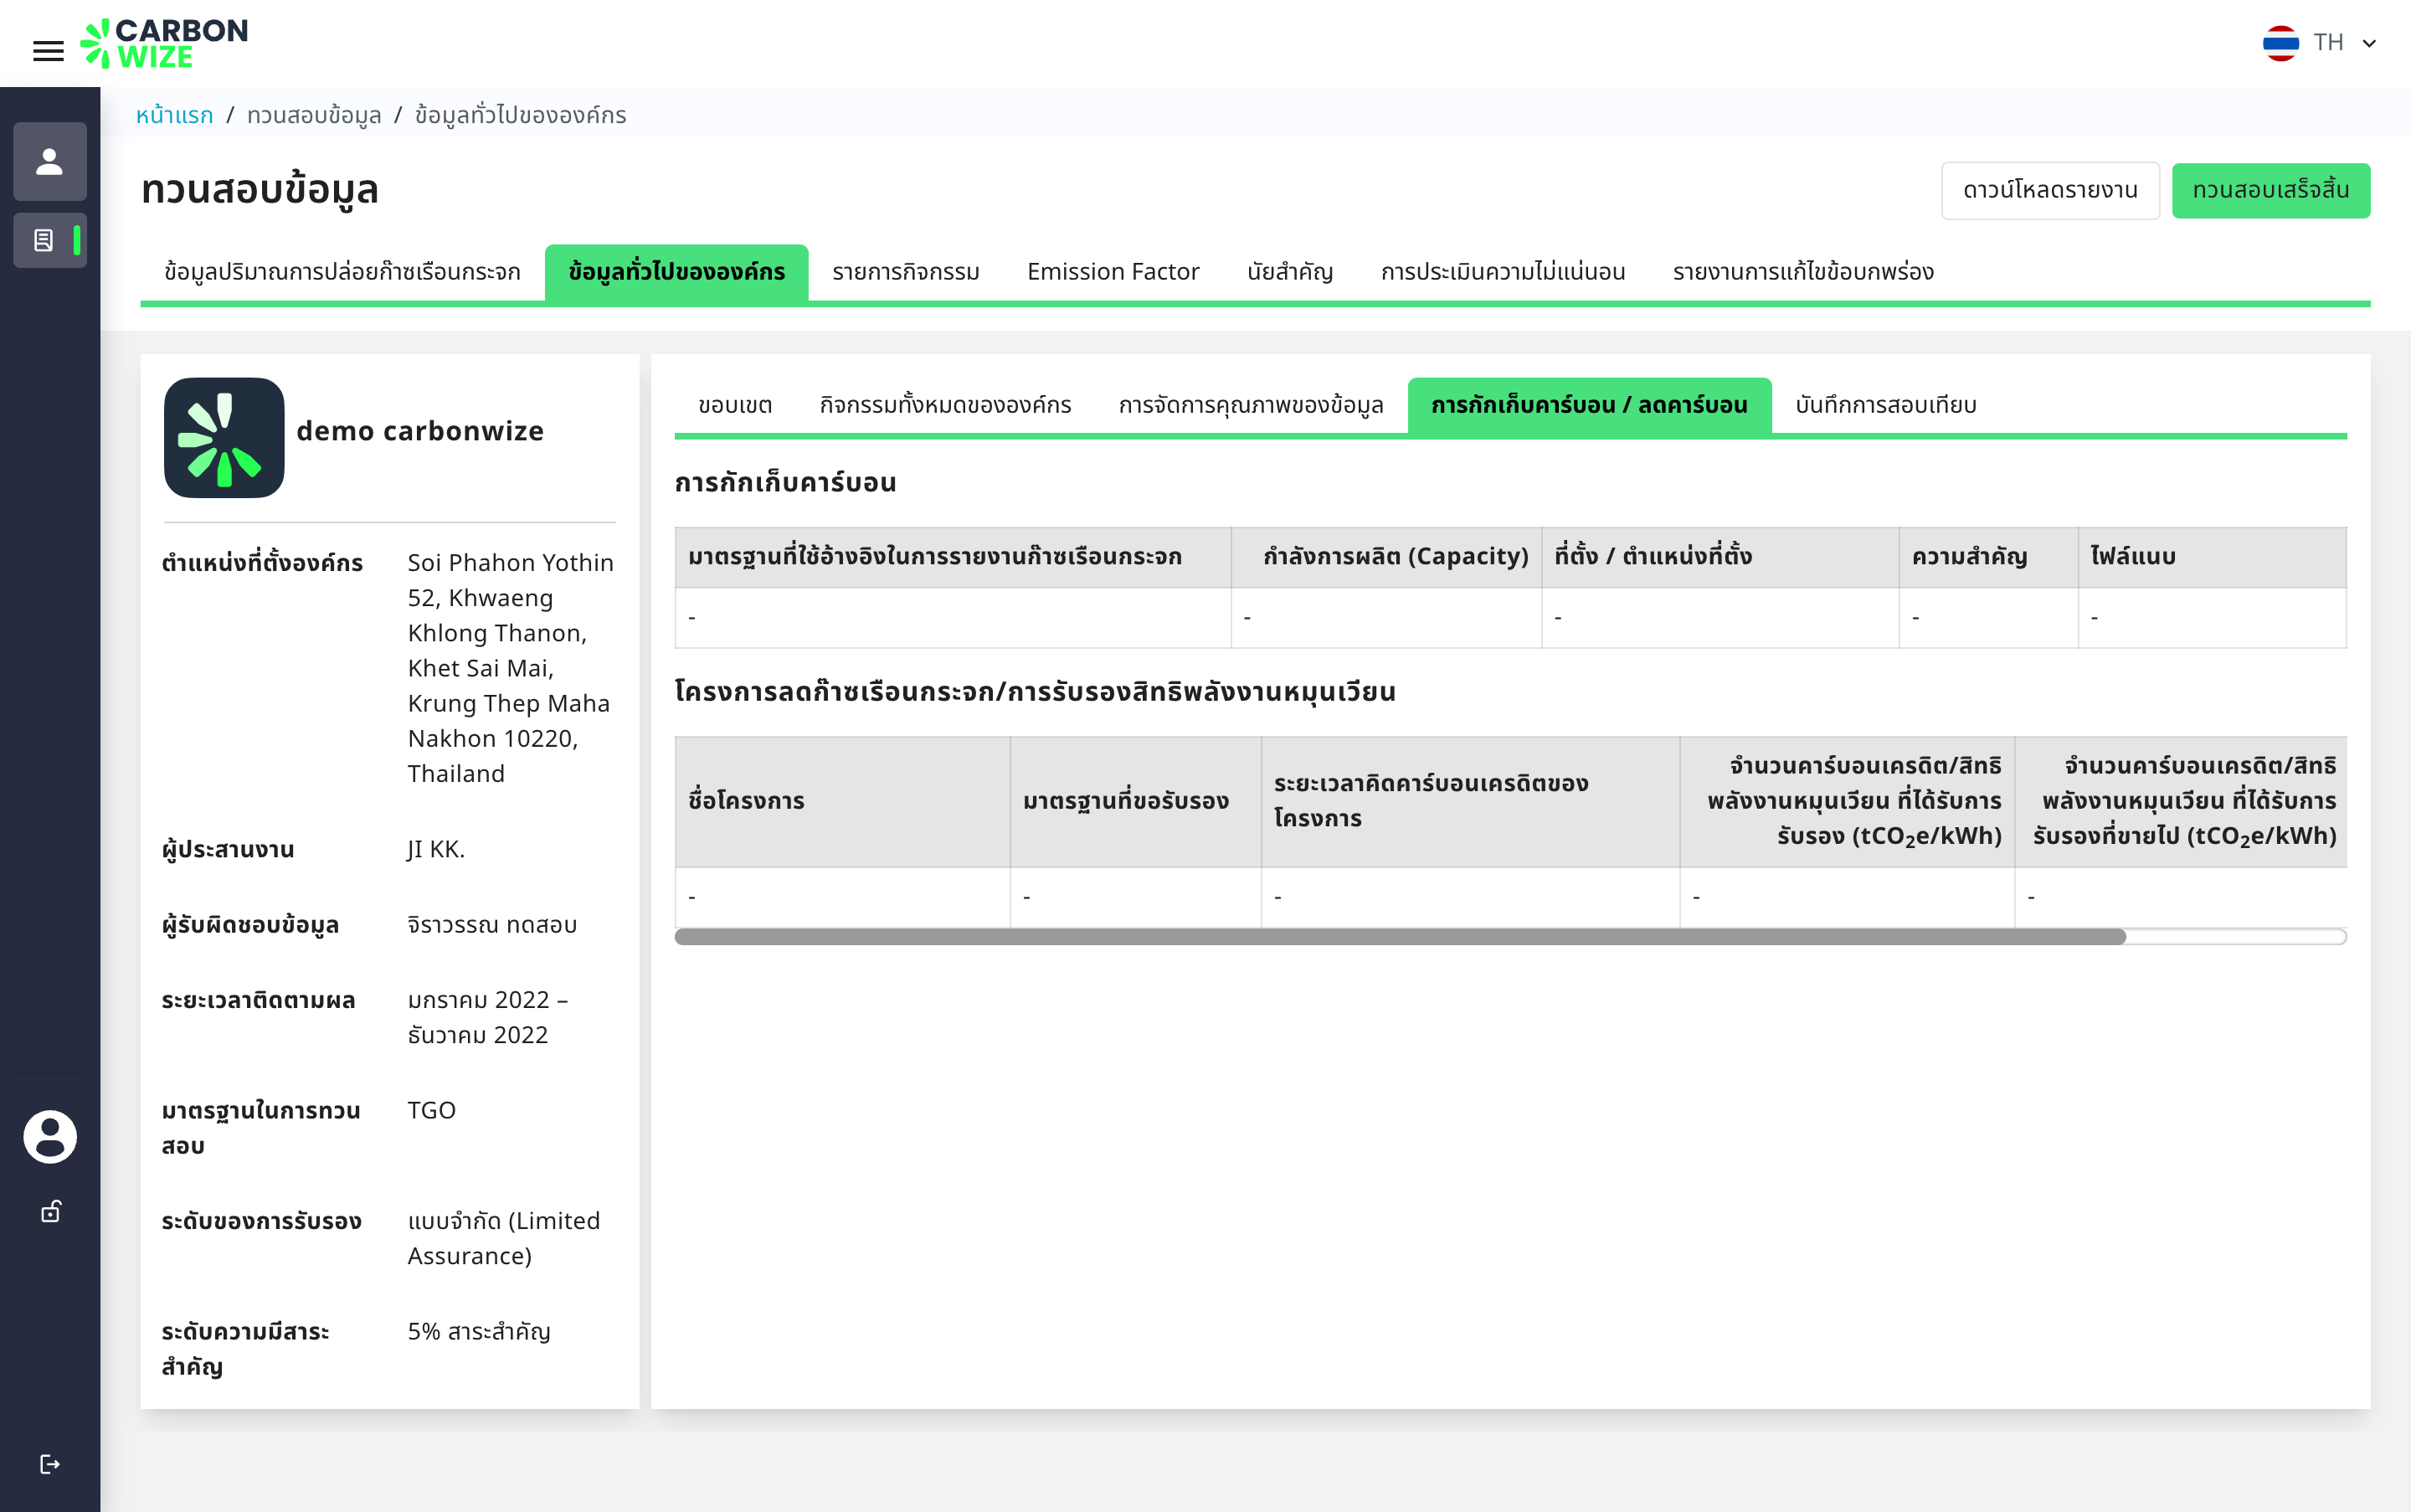 CARBON
WIZE
TH
หน้าแรก / ทวนสอบข้อมูล / ข้อมูลทั่วไปขององค์กร
ทวนสอบข้อมูล
ดาวน์โหลดรายงาน
ทวนสอบเสร็จสิ้น
ข้อมูลปริมาณการปล่อยก๊าซเรือนกระจก
ข้อมูลทั่วไปขององค์กร
รายการกิจกรรม
Emission Factor
นัยสำคัญ
การประเมินความไม่แน่นอน
รายงานการแก้ไขข้อบกพร่อง
demo carbonwize
ตำแหน่งที่ตั้งองค์กร
Soi Phahon Yothin
52, Khwaeng
Khlong Thanon,
Khet Sai Mai,
Krung Thep Maha
Nakhon 10220,
Thailand
ผู้ประสานงาน
JI KK.
ผู้รับผิดชอบข้อมูล
จิราวรรณ ทดสอบ
ระยะเวลาติดตามผล
มกราคม 2022 –
ธันวาคม 2022
มาตรฐานในการทวน
สอบ
TGO
ระดับของการรับรอง
แบบจำกัด (Limited
Assurance)
ระดับความมีสาระ
สำคัญ
5% สาระสำคัญ
ขอบเขต
กิจกรรมทั้งหมดขององค์กร
การจัดการคุณภาพของข้อมูล
การกักเก็บคาร์บอน / ลดคาร์บอน
บันทึกการสอบเทียบ
การกักเก็บคาร์บอน
มาตรฐานที่ใช้อ้างอิงในการรายงานก๊าซเรือนกระจก
กำลังการผลิต (Capacity)
ที่ตั้ง / ตำแหน่งที่ตั้ง
ความสำคัญ
ไฟล์แนบ
- - - - -
โครงการลดก๊าซเรือนกระจก/การรับรองสิทธิพลังงานหมุนเวียน
ชื่อโครงการ
มาตรฐานที่ขอรับรอง
ระยะเวลาคิดคาร์บอนเครดิตของ
โครงการ
จำนวนคาร์บอนเครดิต/สิทธิ
พลังงานหมุนเวียน ที่ได้รับการ
รับรอง (tCO₂e/kWh)
จำนวนคาร์บอนเครดิต/สิทธิ
พลังงานหมุนเวียน ที่ได้รับการ
รับรองที่ขายไป (tCO₂e/kWh)
- - - - -